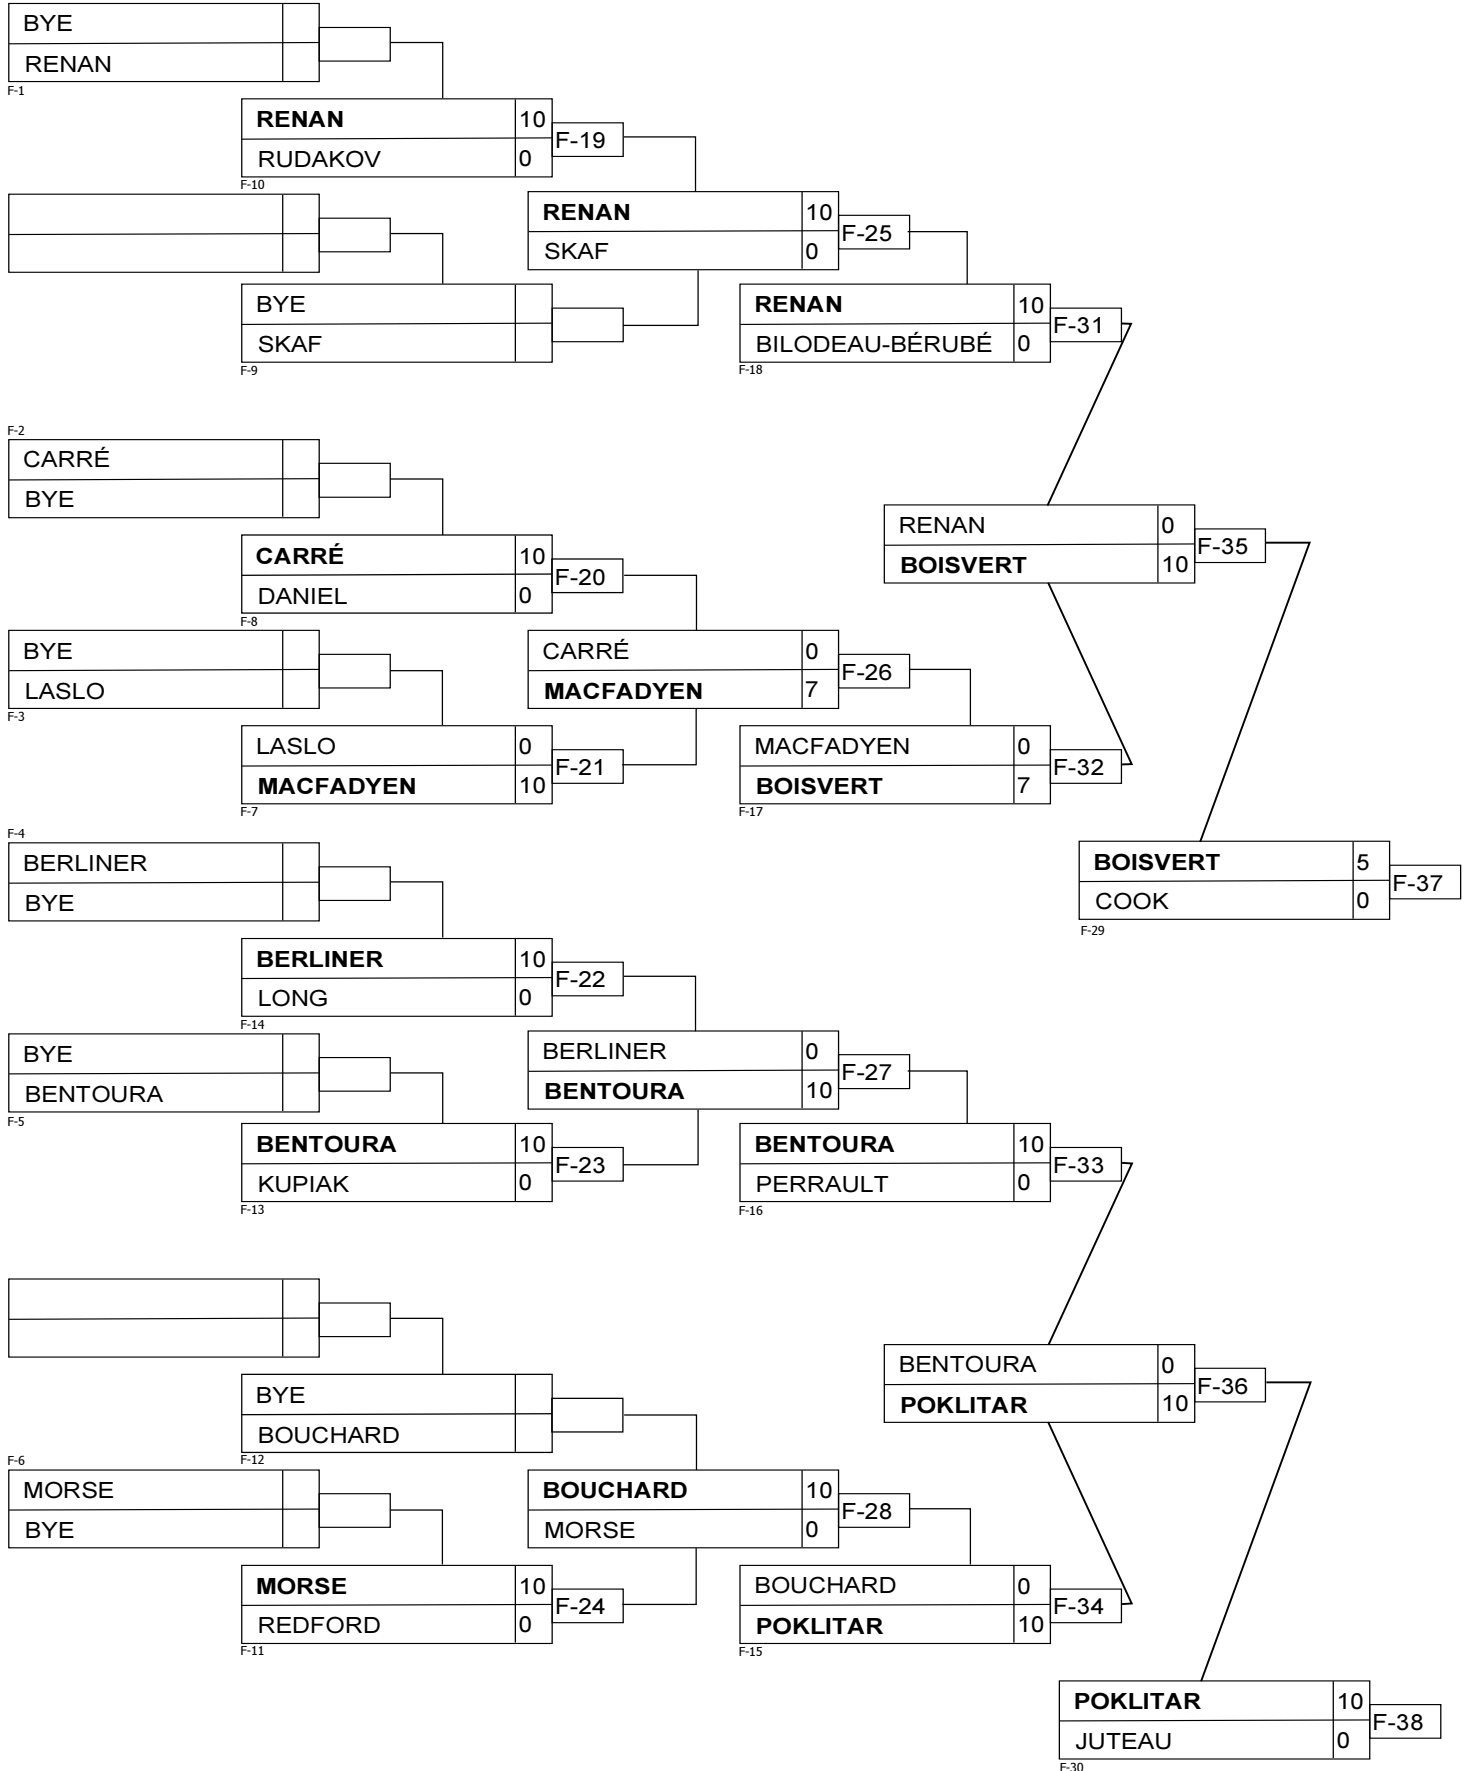 BYE
RENAN
F-1
RENAN 10
RUDAKOV 0
F-10
F-19
RENAN 10
SKAF 0
F-25
BYE
SKAF
F-9
RENAN 10
BILODEAU-BÉRUBÉ 0
F-18
F-31
F-2
CARRÉ
BYE
CARRÉ 10
DANIEL 0
F-8
F-20
RENAN 0
BOISVERT 10
F-35
BYE
LASLO
F-3
CARRÉ 0
MACFADYEN 7
F-26
LASLO 0
MACFADYEN 10
F-7
F-21
MACFADYEN 0
BOISVERT 7
F-17
F-32
F-4
BERLINER
BYE
BOISVERT 5
COOK 0
F-29
F-37
BERLINER 10
LONG 0
F-14
F-22
BYE
BENTOURA
F-5
BERLINER 0
BENTOURA 10
F-27
BENTOURA 10
KUPIAK 0
F-13
F-23
BENTOURA 10
PERRAULT 0
F-16
F-33
BENTOURA 0
POKLITAR 10
F-36
BYE
BOUCHARD
F-12
F-6
MORSE
BYE
BOUCHARD 10
MORSE 0
F-28
MORSE 10
REDFORD 0
F-11
F-24
BOUCHARD 0
POKLITAR 10
F-15
F-34
POKLITAR 10
JUTEAU 0
F-30
F-38